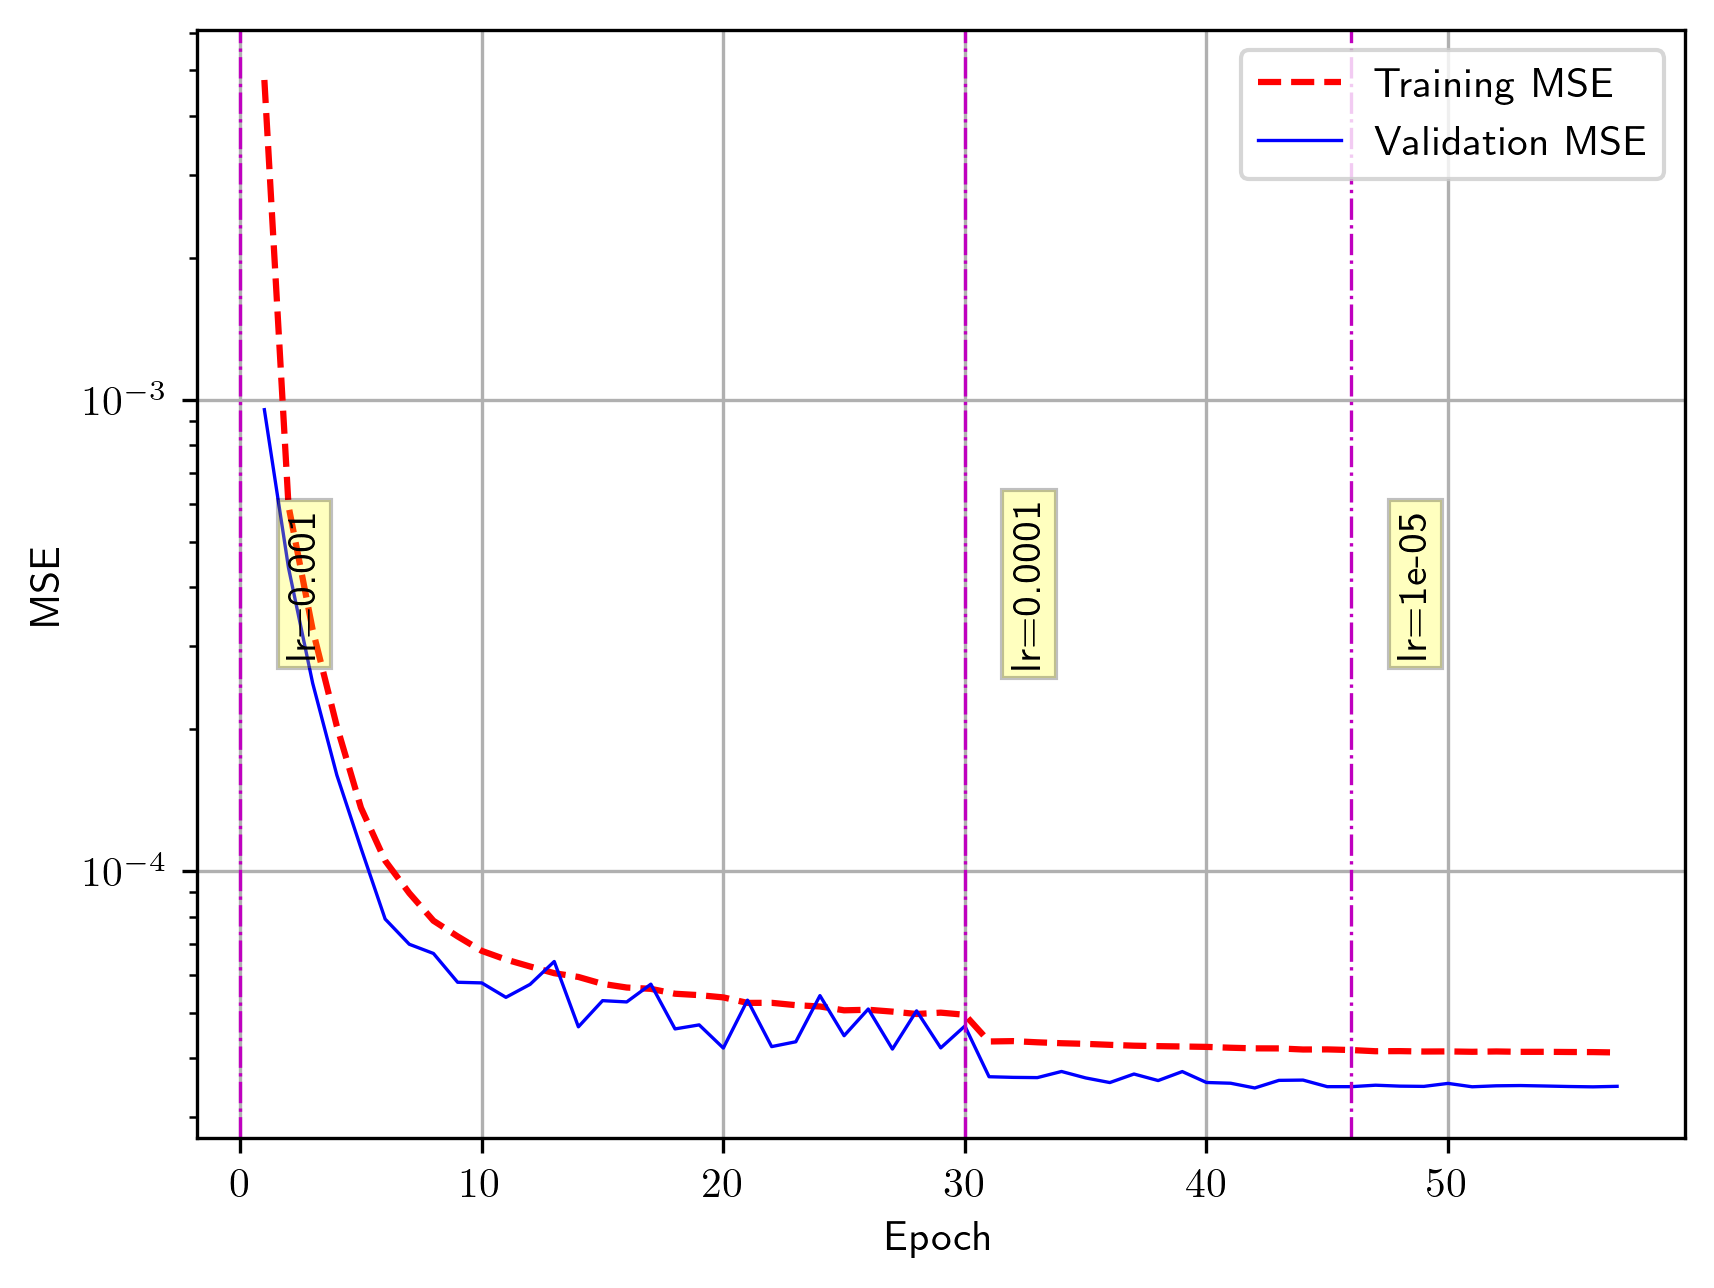 Training MSE
Validation MSE
10⁻³
10⁻⁴
MSE
lr=0.001
lr=0.0001
lr=1e-05
0 10 20 30 40 50
Epoch